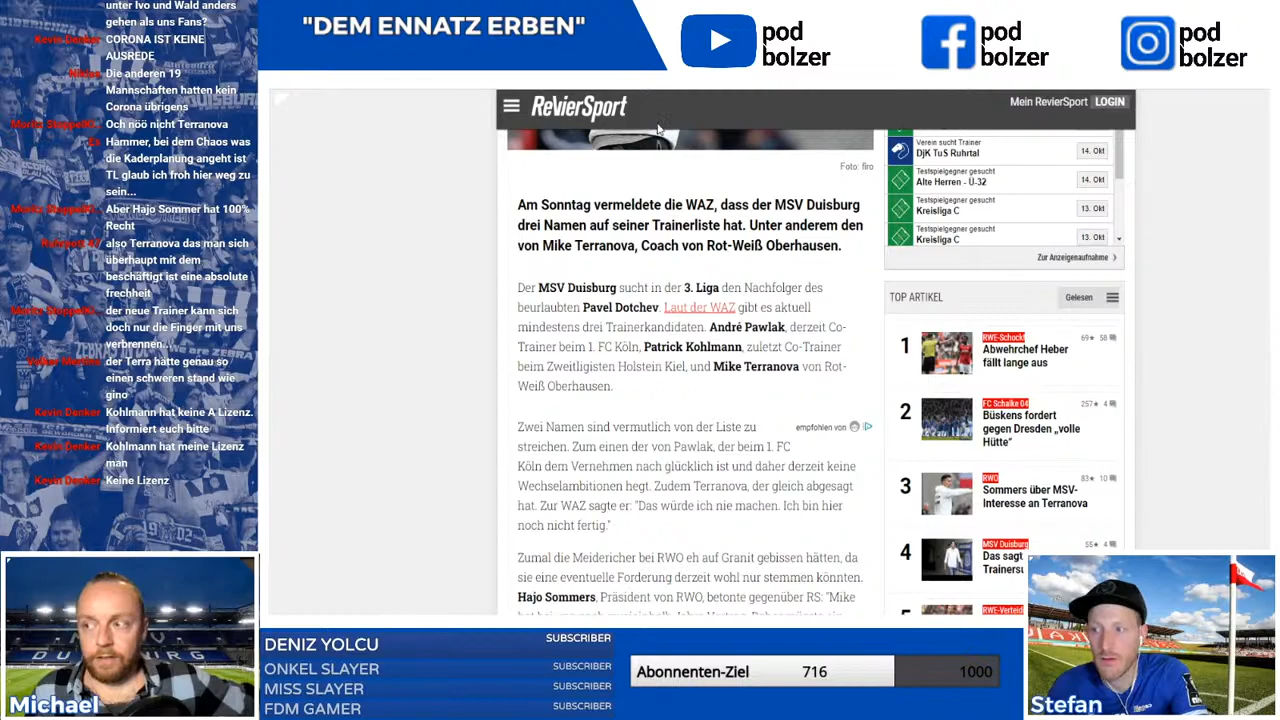 unter Ivo und Wald anders
gehen als uns Fans?
Kevin Danker CORONA IST KEINE
AUSREDE
Die anderen 19
Mannschaften hatten kein
Corona übrigens
Och nöö nicht Terranova
Hammer, bei dem Chaos was
die Kaderplanung angeht ist
TL glaub ich froh hier weg zu
sein...
Aber Hajo Sommer hat 100%
Recht
also Terranova das man sich
überhaupt mit dem
beschäftigt ist eine absolute
frechheit
der neue Trainer kann sich
doch nur die Finger mit uns
verbrennen...
der Terra hätte genau so
einen schweren stand wie
gino
Kevin Danker Kohlmann hat keine A Lizenz.
Informiert euch bitte
Kevin Danker Kohlmann hat meine Lizenz
man
Kevin Danker Keine Lizenz
"DEM ENNATZ ERBEN"
pod
bolzer
pod
bolzer
pod
bolzer
REVIERSPORT
Mein RevierSport LOGIN
Foto: firo
Am Sonntag vermeldete die WAZ, dass der MSV Duisburg
drei Namen auf seiner Trainerliste hat. Unter anderem den
von Mike Terranova, Coach von Rot-Weiß Oberhausen.
Der MSV Duisburg sucht in der 3. Liga den Nachfolger des
beurlaubten Pavel Dotchev. Laut der WAZ gibt es aktuell
mindestens drei Trainerkandidaten. André Pawlak, derzeit Co-
Trainer beim 1. FC Köln, Patrick Kohlmann, zuletzt Co-Trainer
beim Zweitligisten Holstein Kiel, und Mike Terranova von Rot-
Weiß Oberhausen.
Zwei Namen sind vermutlich von der Liste zu
empfohlen von
streichen. Zum einen der von Pawlak, der beim 1. FC
Köln dem Vernehmen nach glücklich ist und daher derzeit keine
Wechselambitionen hegt. Zudem Terranova, der gleich abgesagt
hat. Zur WAZ sagte er: "Das würde ich nie machen. Ich bin hier
noch nicht fertig."
Zumal die Meidericher bei RWO eh auf Granit gebissen hätten, da
sie eine eventuelle Forderung derzeit wohl nur stemmen könnten.
Hajo Sommers, Präsident von RWO, betonte gegenüber RS: "Mike
Verein sucht Trainer
DjK TuS Ruhrtal
14. Okt
Testspielgegner gesucht
Alte Herren - Ü-32
14. Okt
Testspielgegner gesucht
Kreisliga C
13. Okt
Testspielgegner gesucht
Kreisliga C
13. Okt
Zur Anzeigenaufnahme
TOP ARTIKEL
Gelesen
1
RWE-Schock!
69 58
Abwehrchef Heber
fällt lange aus
2
FC Schalke 04
257 4
Büskens fordert
gegen Dresden „volle
Hütte“
3
RWO
83 10
Sommers über MSV-
Interesse an Terranova
4
MSV Duisburg
55 4
Das sagt
RWE-Verteid
Michael
DENIZ YOLCU SUBSCRIBER
ONKEL SLAYER SUBSCRIBER
MISS SLAYER SUBSCRIBER
FDM GAMER SUBSCRIBER
Abonnenten-Ziel 716 1000
Stefan